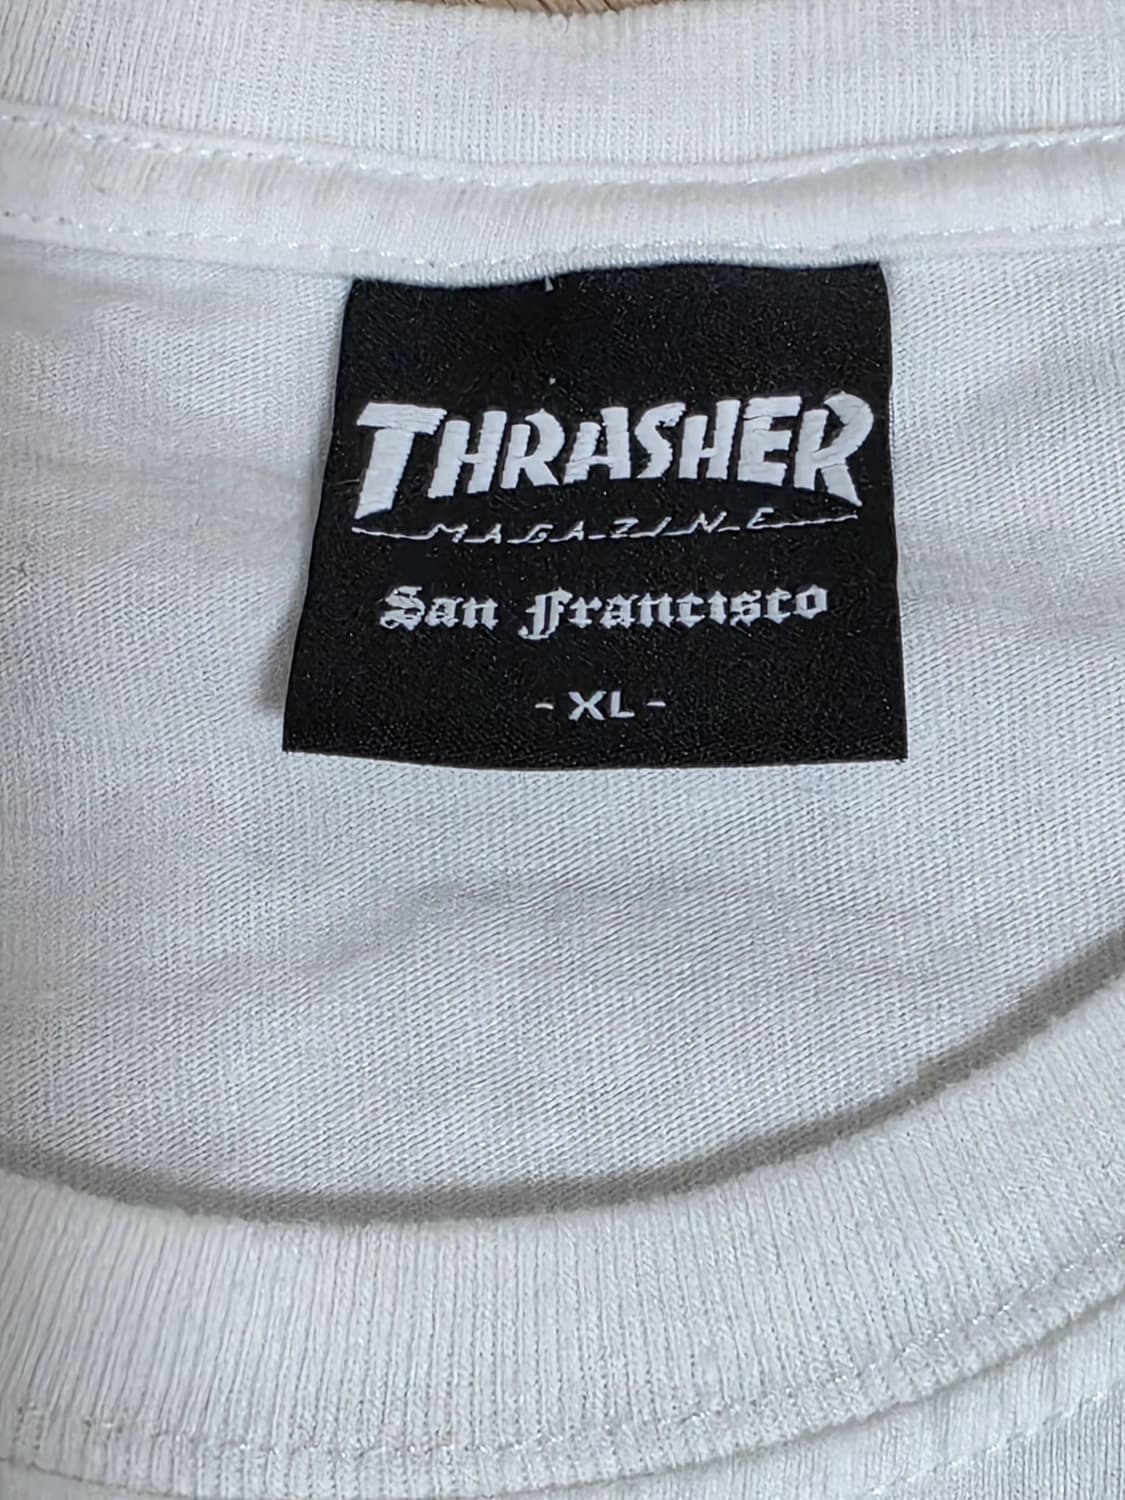 THRASHER
MAGAZINE
San Francisco
- XL -